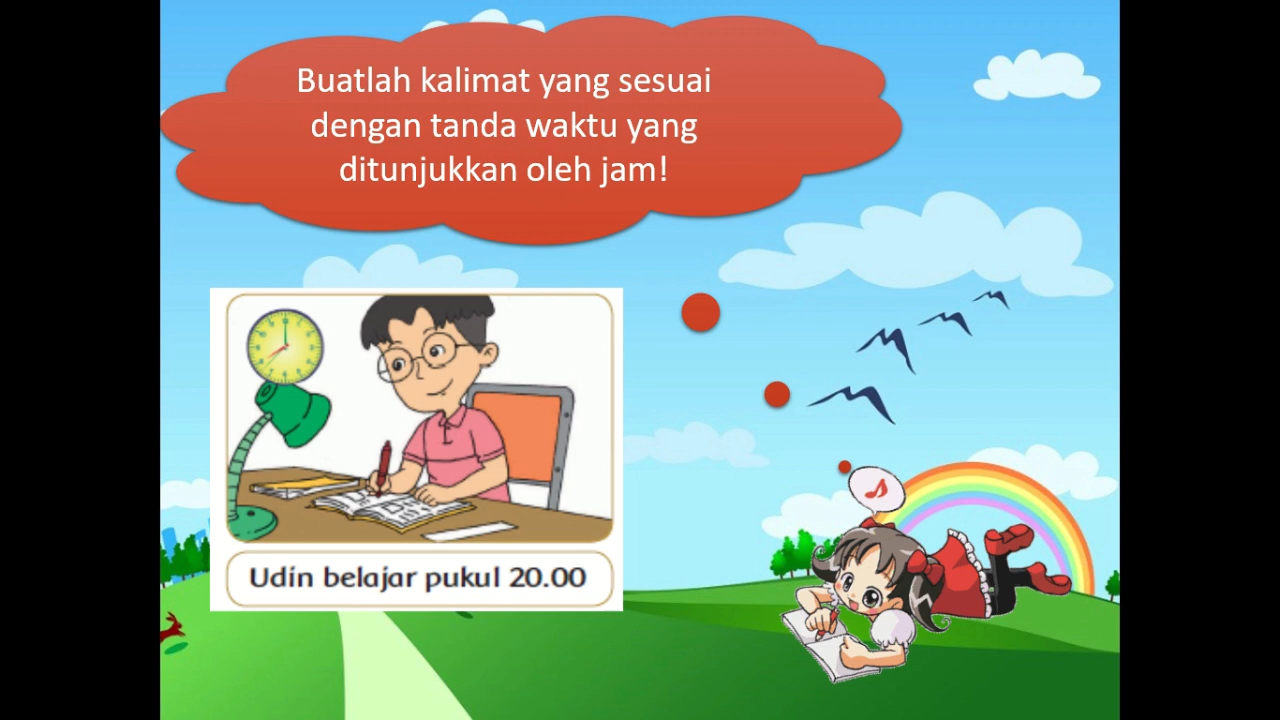 Buatlah kalimat yang sesuai
dengan tanda waktu yang
ditunjukkan oleh jam!
Udin belajar pukul 20.00